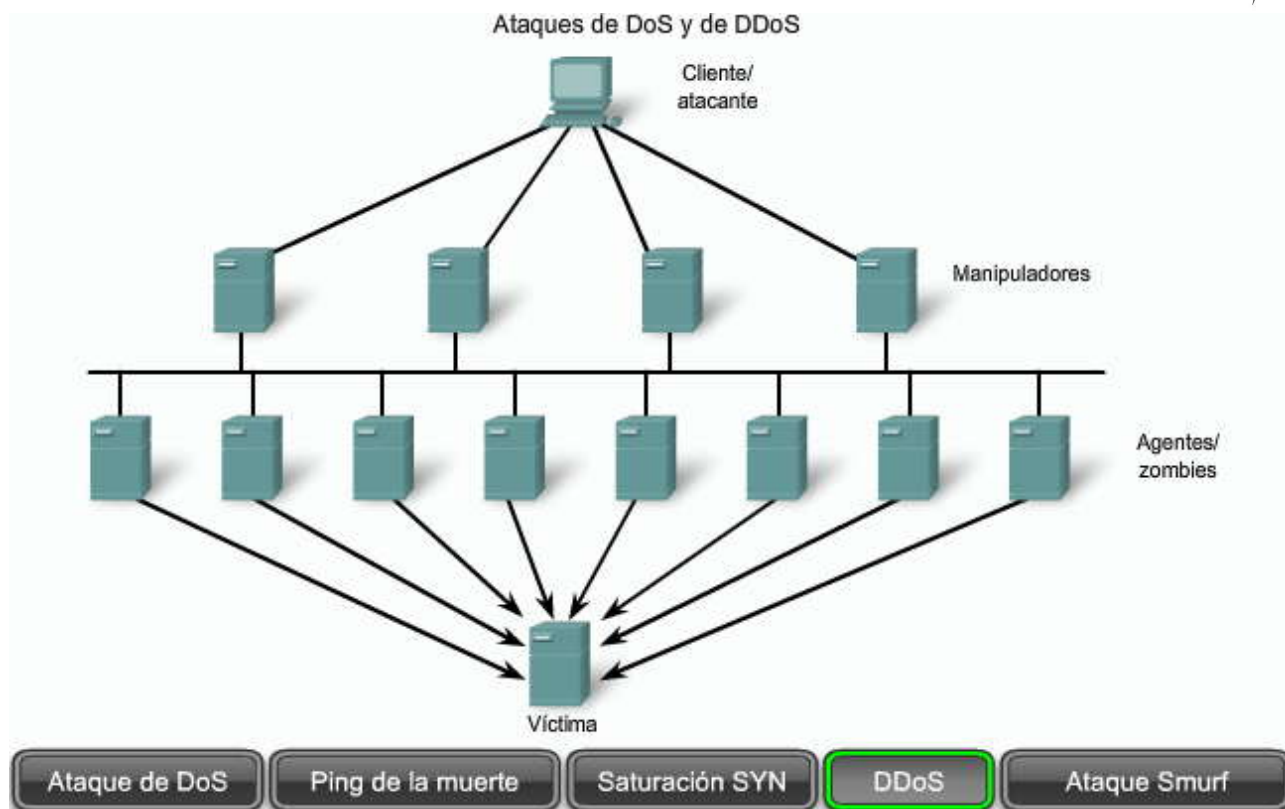 Ataques de DoS y de DDoS
Cliente/
atacante
Manipuladores
Agentes/
zombies
Víctima
Ataque de DoS
Ping de la muerte
Saturación SYN
DDoS
Ataque Smurf